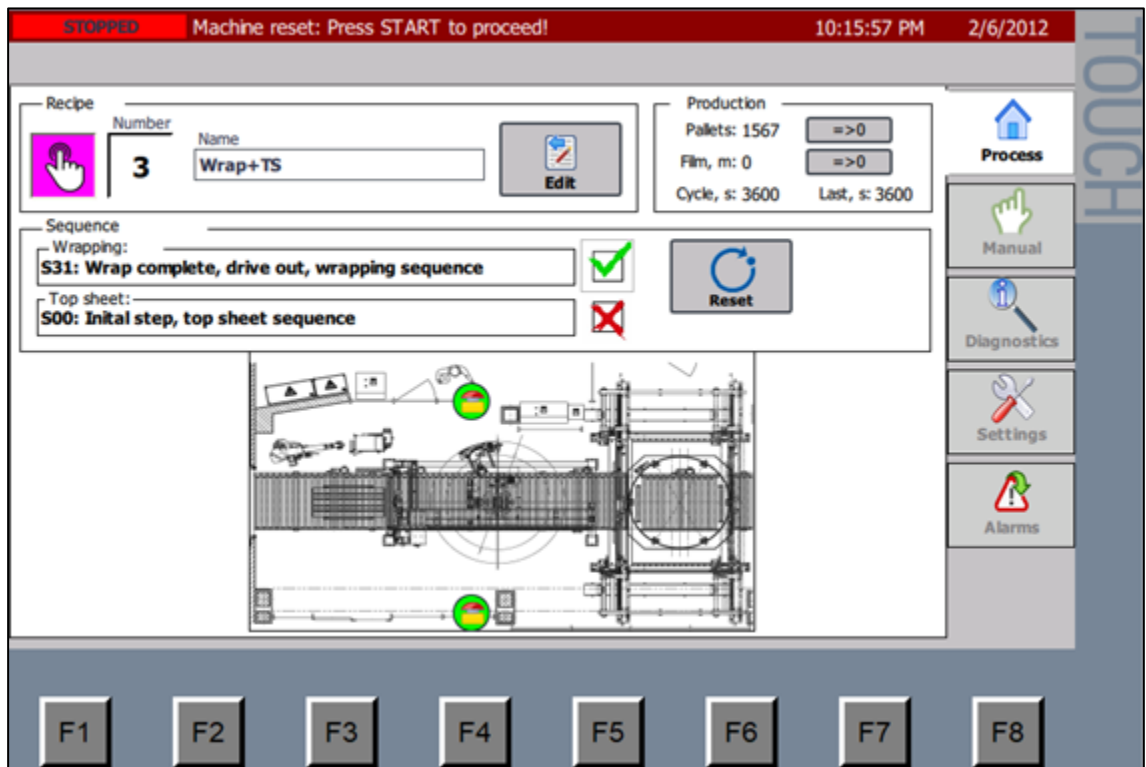 STOPPED Machine reset: Press START to proceed! 10:15:57 PM 2/6/2012
TOUCH
Recipe
Number
3
Name
Wrap+TS
Edit
Production
Pallets: 1567 =>0
Film, m: 0 =>0
Cycle, s: 3600 Last, s: 3600
Sequence
Wrapping:
S31: Wrap complete, drive out, wrapping sequence
Top sheet:
S00: Inital step, top sheet sequence
Reset
Process
Manual
Diagnostics
Settings
Alarms
F1 F2 F3 F4 F5 F6 F7 F8